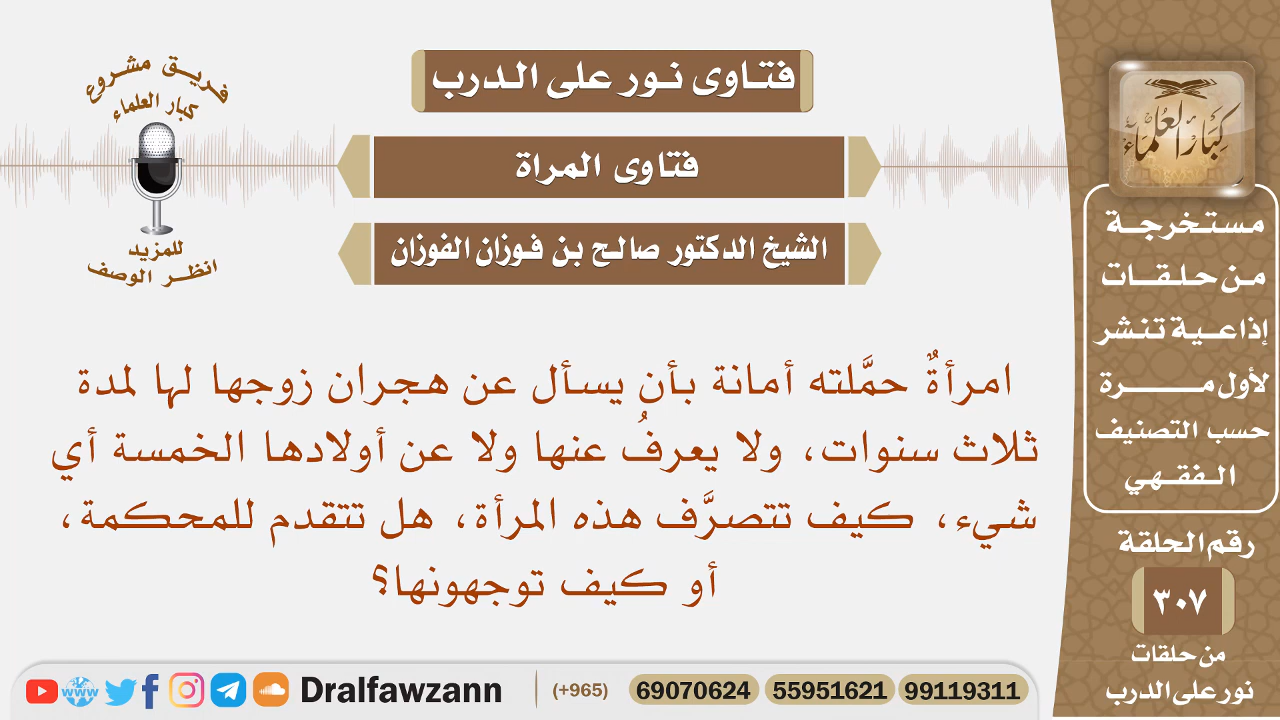 فتاوى نور على الدرب
فتاوى المراة
الشيخ الدكتور صالح بن فوزان الفوزان
فريق مشروع
كبار العلماء
للمزيد
انظر الوصف
امرأةٌ حمَّلته أمانة بأن يسأل عن هجران زوجها لها لمدة
ثلاث سنوات، ولا يعرفُ عنها ولا عن أولادها الخمسة أي
شيء، كيف تتصرَّف هذه المرأة، هل تتقدم للمحكمة،
أو كيف توجهونها؟
كِبَار العُلَمَاء
مستخرجة
من حلقات
إذاعية تنشر
لأول مرة
حسب التصنيف
الفقهي
رقم الحلقة
٣٠٧
من حلقات
نور على الدرب
www Dralfawzann (+965) 69070624 55951621 99119311